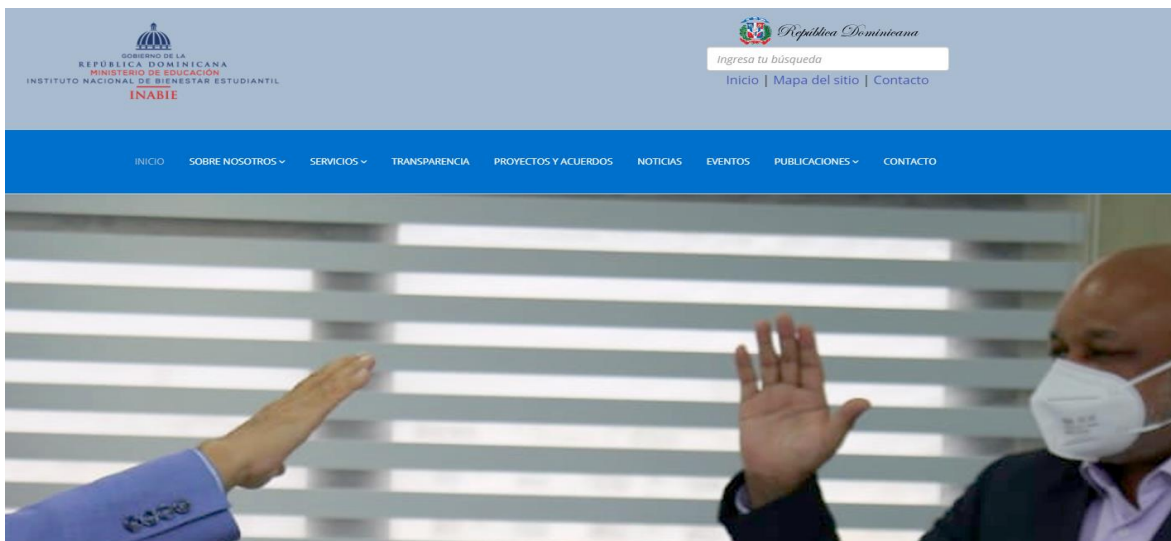 GOBIERNO DE LA
REPÚBLICA DOMINICANA
MINISTERIO DE EDUCACIÓN
INSTITUTO NACIONAL DE BIENESTAR ESTUDIANTIL
INABIE
República Dominicana
Ingresa tu búsqueda
Inicio | Mapa del sitio | Contacto
INICIO SOBRE NOSOTROS SERVICIOS TRANSPARENCIA PROYECTOS Y ACUERDOS NOTICIAS EVENTOS PUBLICACIONES CONTACTO